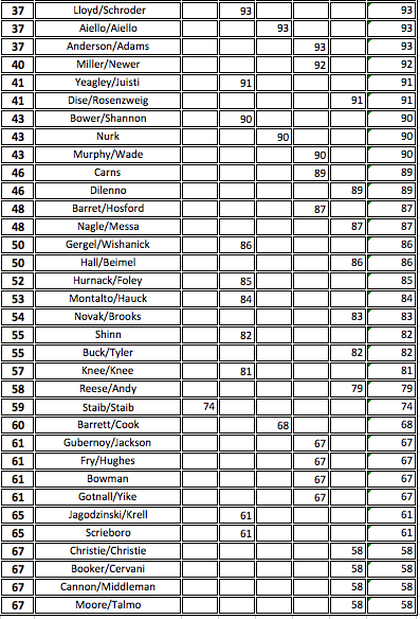 37 Lloyd/Schroder 93 93
37 Aiello/Aiello 93 93
37 Anderson/Adams 93 93
40 Miller/Newer 92 92
41 Yeagley/Juisti 91 91
41 Dise/Rosenzweig 91 91
43 Bower/Shannon 90 90
43 Nurk 90 90
43 Murphy/Wade 90 90
46 Carns 89 89
46 Dilenno 89 89
48 Barret/Hosford 87 87
48 Nagle/Messa 87 87
50 Gergel/Wishanick 86 86
50 Hall/Beimel 86 86
52 Hurnack/Foley 85 85
53 Montalto/Hauck 84 84
54 Novak/Brooks 83 83
55 Shinn 82 82
55 Buck/Tyler 82 82
57 Knee/Knee 81 81
58 Reese/Andy 79 79
59 Staib/Staib 74 74
60 Barrett/Cook 68 68
61 Gubernoy/Jackson 67 67
61 Fry/Hughes 67 67
61 Bowman 67 67
61 Gotnall/Yike 67 67
65 Jagodzinski/Krell 61 61
65 Scrieboro 61 61
67 Christie/Christie 58 58
67 Booker/Cervani 58 58
67 Cannon/Middleman 58 58
67 Moore/Talmo 58 58